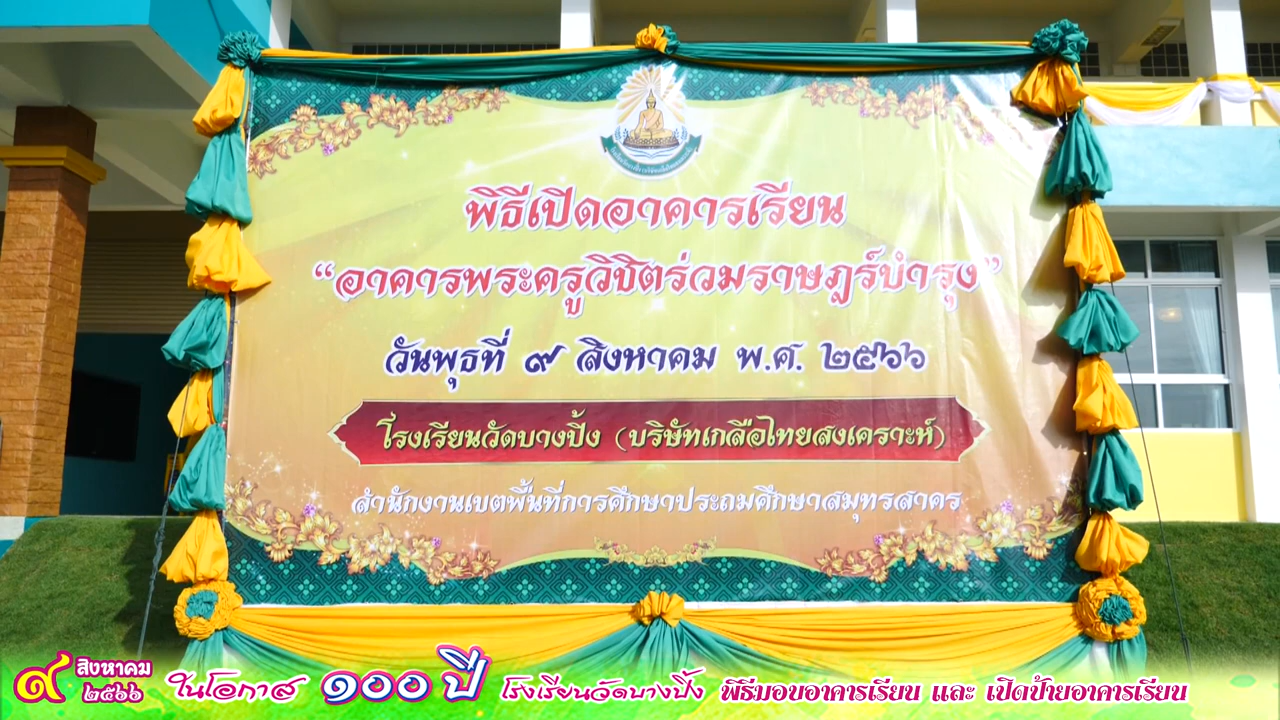 พิธีเปิดอาคารเรียน
“อาคารพระครูวิชิตร่วมราษฎร์บำรุง”
วันพุธที่ ๙ สิงหาคม พ.ศ. ๒๕๖๖
โรงเรียนวัดบางปิ้ง (บริษัทเกลือไทยสงเคราะห์)
สำนักงานเขตพื้นที่การศึกษาประถมศึกษาสมุทรสาคร
๙ สิงหาคม ๒๕๖๖ ในโอกาส ๑๐๐ ปี โรงเรียนวัดบางปิ้ง พิธีมอบอาคารเรียน และ เปิดป้ายอาคารเรียน